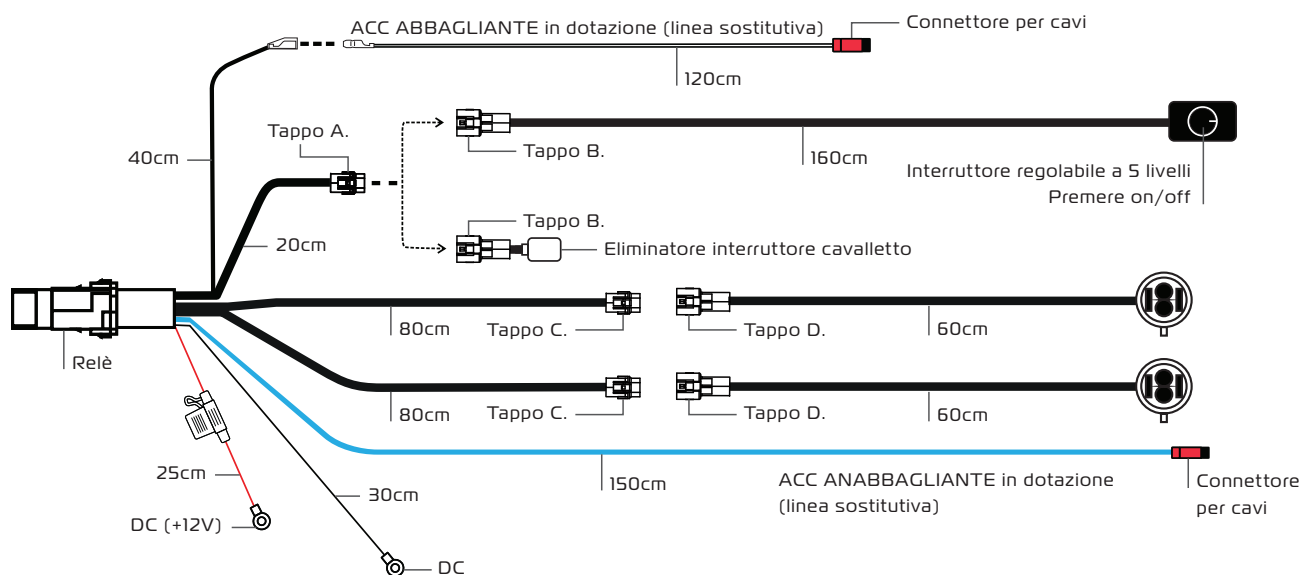 ACC ABBAGLIANTE in dotazione (linea sostitutiva)
Connettore per cavi
120cm
Tappo A.
40cm
Tappo B.
160cm
Interruttore regolabile a 5 livelli
Premere on/off
Tappo B.
20cm
Eliminatore interruttore cavalletto
80cm
Tappo C.
Tappo D.
60cm
Relè
80cm
Tappo C.
Tappo D.
60cm
25cm
30cm
150cm
ACC ANABBAGLIANTE in dotazione
(linea sostitutiva)
Connettore
per cavi
DC (+12V)
DC